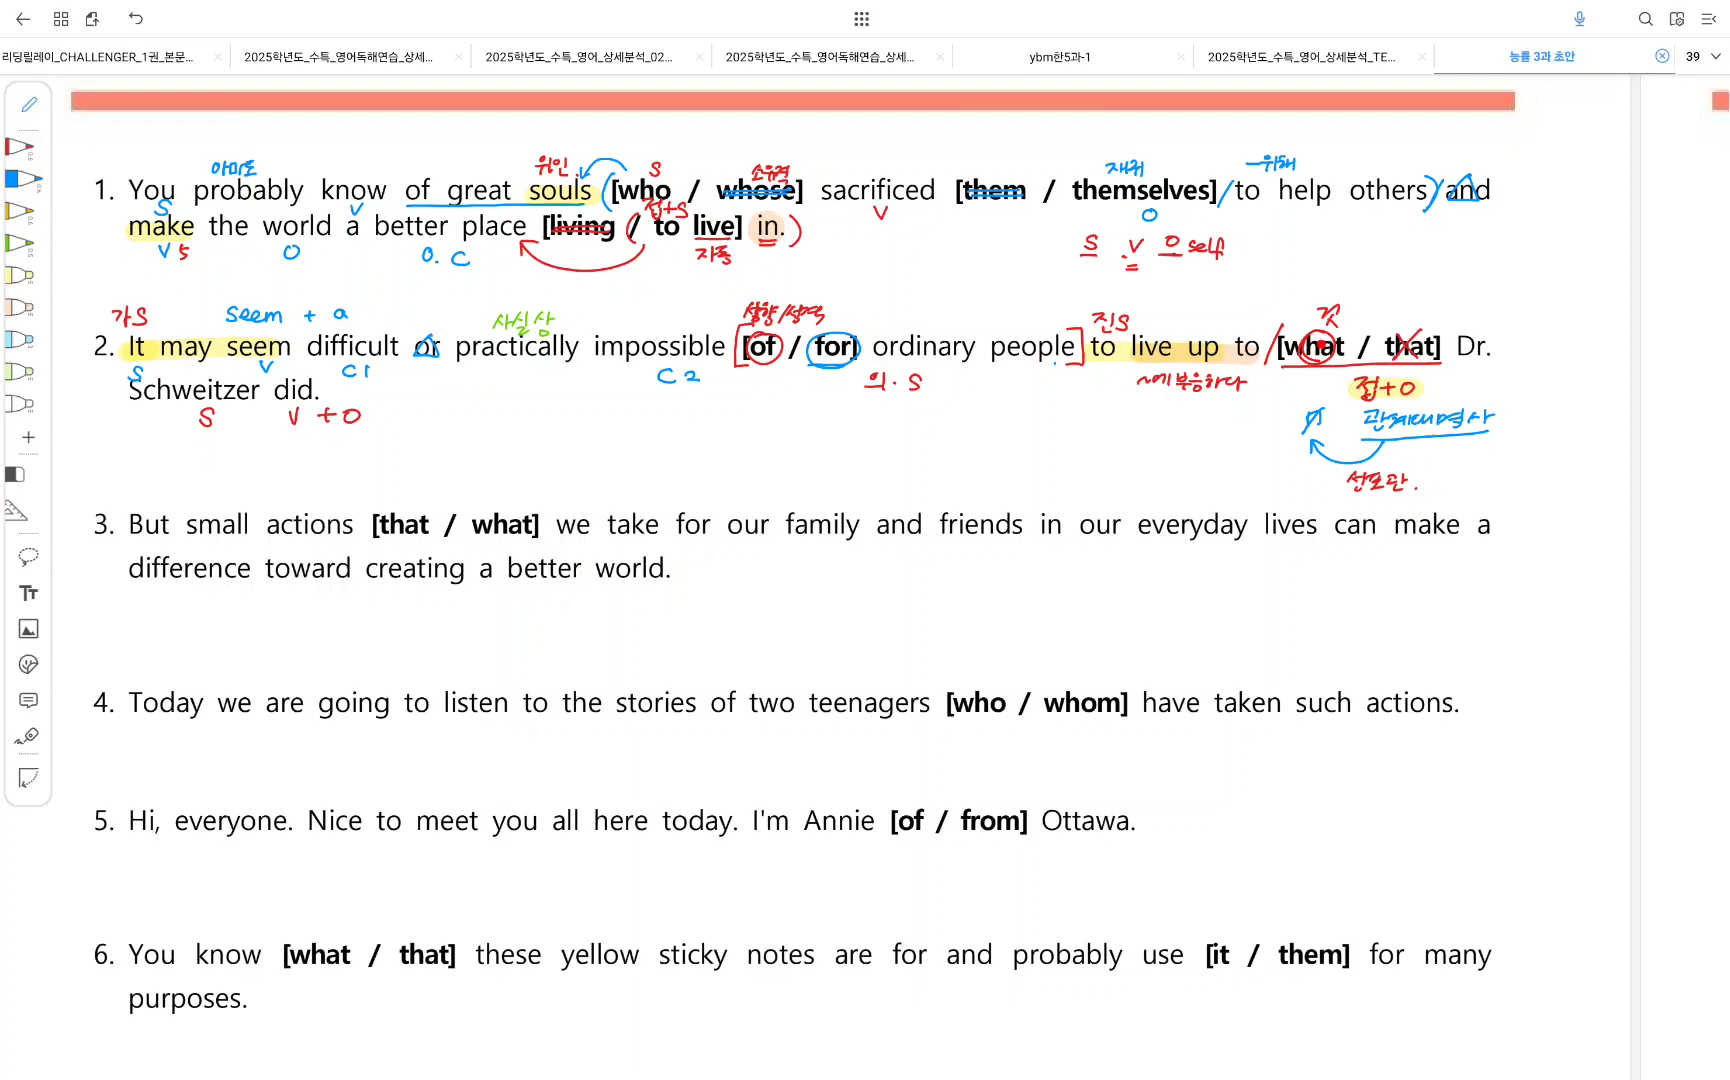 리딩릴레이_CHALLENGER_1권_본문...
2025학년도_수특_영어독해연습_상세...
2025학년도_수특_영어_상세분석_02...
2025학년도_수특_영어독해연습_상세...
ybm한5과-1
2025학년도_수특_영어_상세분석_TE...
능률 3과 초안
39
아마도 위인 S 소유격 재귀 ~위해
1. You probably know of great souls [who / whose] sacrificed [them / themselves] to help others and
S V 접+S V O
make the world a better place [living / to live] in.
V 5 O O.C 자동 S V O self
가S seem + a 사실상 성향/성격 진S 것
2. It may seem difficult or practically impossible [of / for] ordinary people to live up to [what / that] Dr.
S V C1 C2 의.S ~에 부응하다 접+O
Schweitzer did.
S V + O 관계대명사
3. But small actions [that / what] we take for our family and friends in our everyday lives can make a
difference toward creating a better world.
4. Today we are going to listen to the stories of two teenagers [who / whom] have taken such actions.
5. Hi, everyone. Nice to meet you all here today. I'm Annie [of / from] Ottawa.
6. You know [what / that] these yellow sticky notes are for and probably use [it / them] for many
purposes.